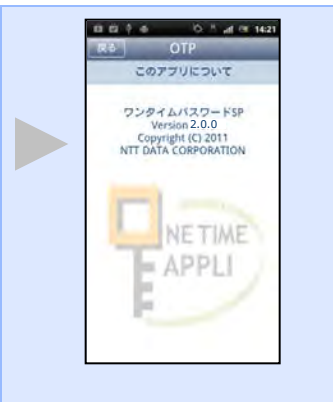 14:21
戻る
OTP
このアプリについて
ワンタイムパスワードSP
Version 2.0.0
Copyright (C) 2011
NTT DATA CORPORATION
NE TIME
APPLI